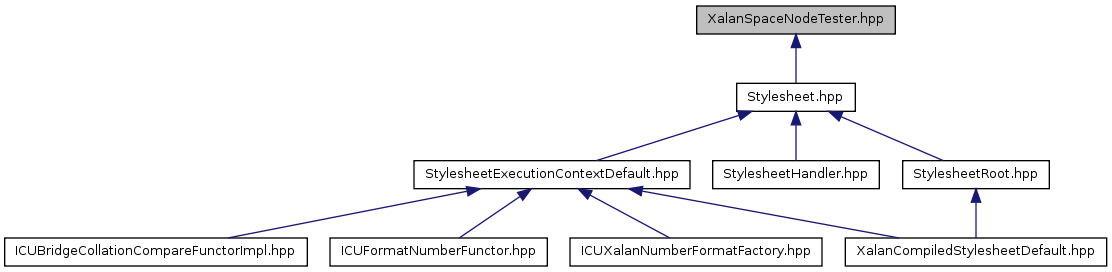 XalanSpaceNodeTester.hpp
Stylesheet.hpp
StylesheetExecutionContextDefault.hpp
StylesheetHandler.hpp
StylesheetRoot.hpp
ICUBridgeCollationCompareFunctorImpl.hpp
ICUFormatNumberFunctor.hpp
ICUXalanNumberFormatFactory.hpp
XalanCompiledStylesheetDefault.hpp